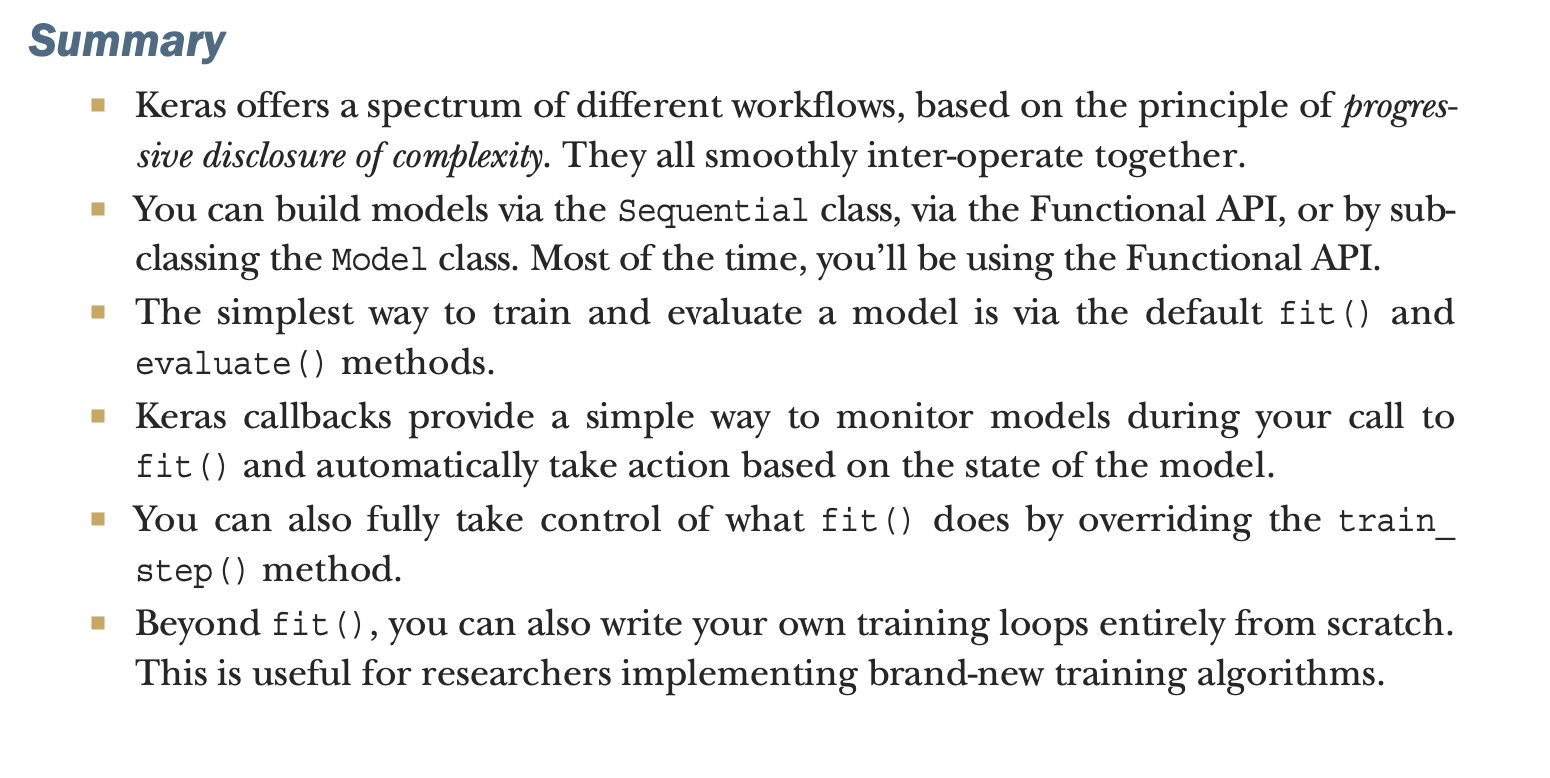 Summary
■ Keras offers a spectrum of different workflows, based on the principle of progres-
sive disclosure of complexity. They all smoothly inter-operate together.
■ You can build models via the Sequential class, via the Functional API, or by sub-
classing the Model class. Most of the time, you’ll be using the Functional API.
■ The simplest way to train and evaluate a model is via the default fit() and
evaluate() methods.
■ Keras callbacks provide a simple way to monitor models during your call to
fit() and automatically take action based on the state of the model.
■ You can also fully take control of what fit() does by overriding the train_
step() method.
■ Beyond fit(), you can also write your own training loops entirely from scratch.
This is useful for researchers implementing brand-new training algorithms.